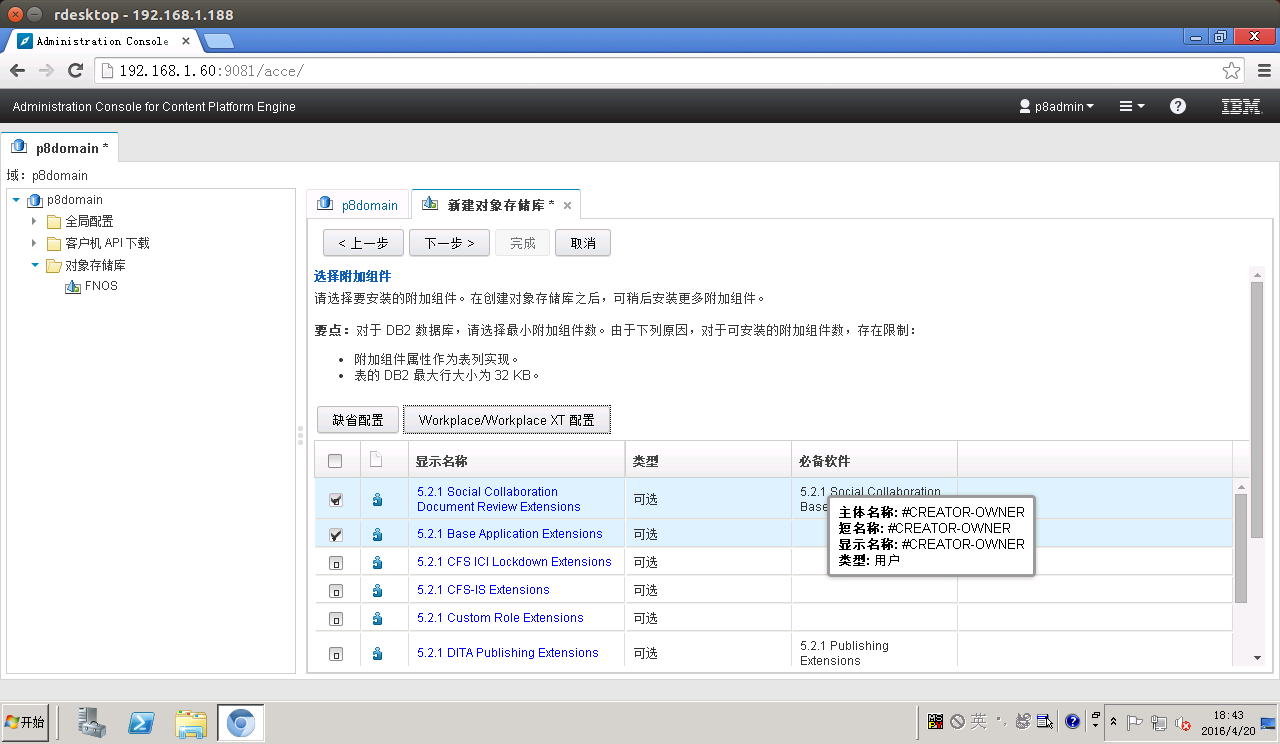 rdesktop - 192.168.1.188
Administration Console
192.168.1.60:9081/acce/
Administration Console for Content Platform Engine
p8admin
IBM.
p8domain *
域: p8domain
p8domain
全局配置
客户机 API 下载
对象存储库
FNOS
p8domain
新建对象存储库 *
< 上一步
下一步 >
完成
取消
选择附加组件
请选择要安装的附加组件。在创建对象存储库之后，可稍后安装更多附加组件。
要点：对于 DB2 数据库，请选择最小附加组件数。由于下列原因，对于可安装的附加组件数，存在限制：
• 附加组件属性作为表列实现。
• 表的 DB2 最大行大小为 32 KB。
缺省配置
Workplace/Workplace XT 配置
显示名称
类型
必备软件
5.2.1 Social Collaboration
Document Review Extensions
可选
5.2.1 Social Collaboration
Base
主体名称: #CREATOR-OWNER
短名称: #CREATOR-OWNER
显示名称: #CREATOR-OWNER
类型: 用户
5.2.1 Base Application Extensions
可选
5.2.1 CFS ICI Lockdown Extensions
可选
5.2.1 CFS-IS Extensions
可选
5.2.1 Custom Role Extensions
可选
5.2.1 DITA Publishing Extensions
可选
5.2.1 Publishing
Extensions
开始
英
18:43
2016/4/20